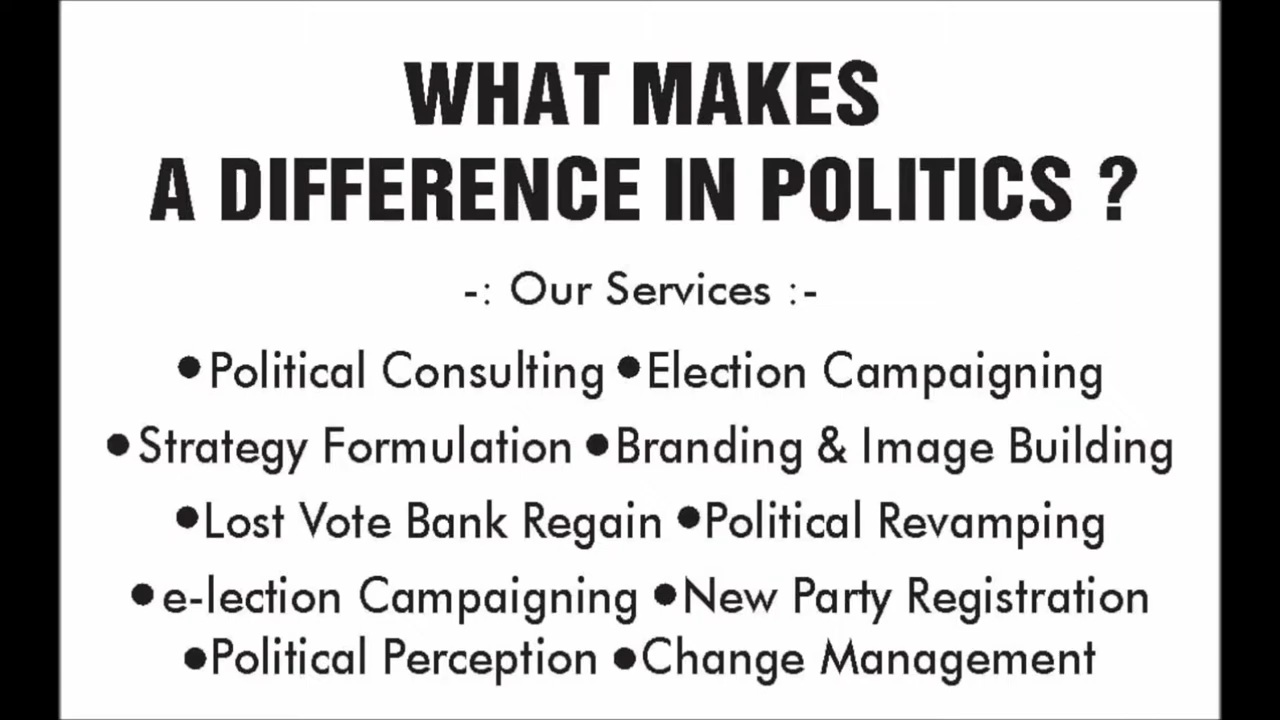 WHAT MAKES
A DIFFERENCE IN POLITICS ?
-: Our Services :-
●Political Consulting ●Election Campaigning
●Strategy Formulation ●Branding & Image Building
●Lost Vote Bank Regain ●Political Revamping
●e-lection Campaigning ●New Party Registration
●Political Perception ●Change Management